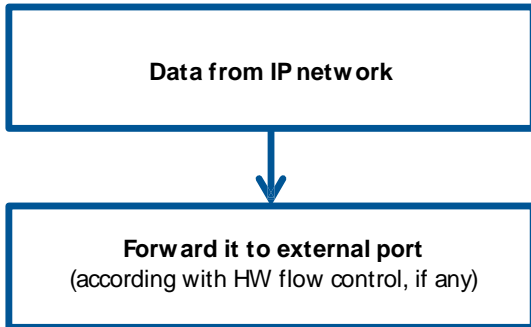 Data from IP network
Forward it to external port
(according with HW flow control, if any)